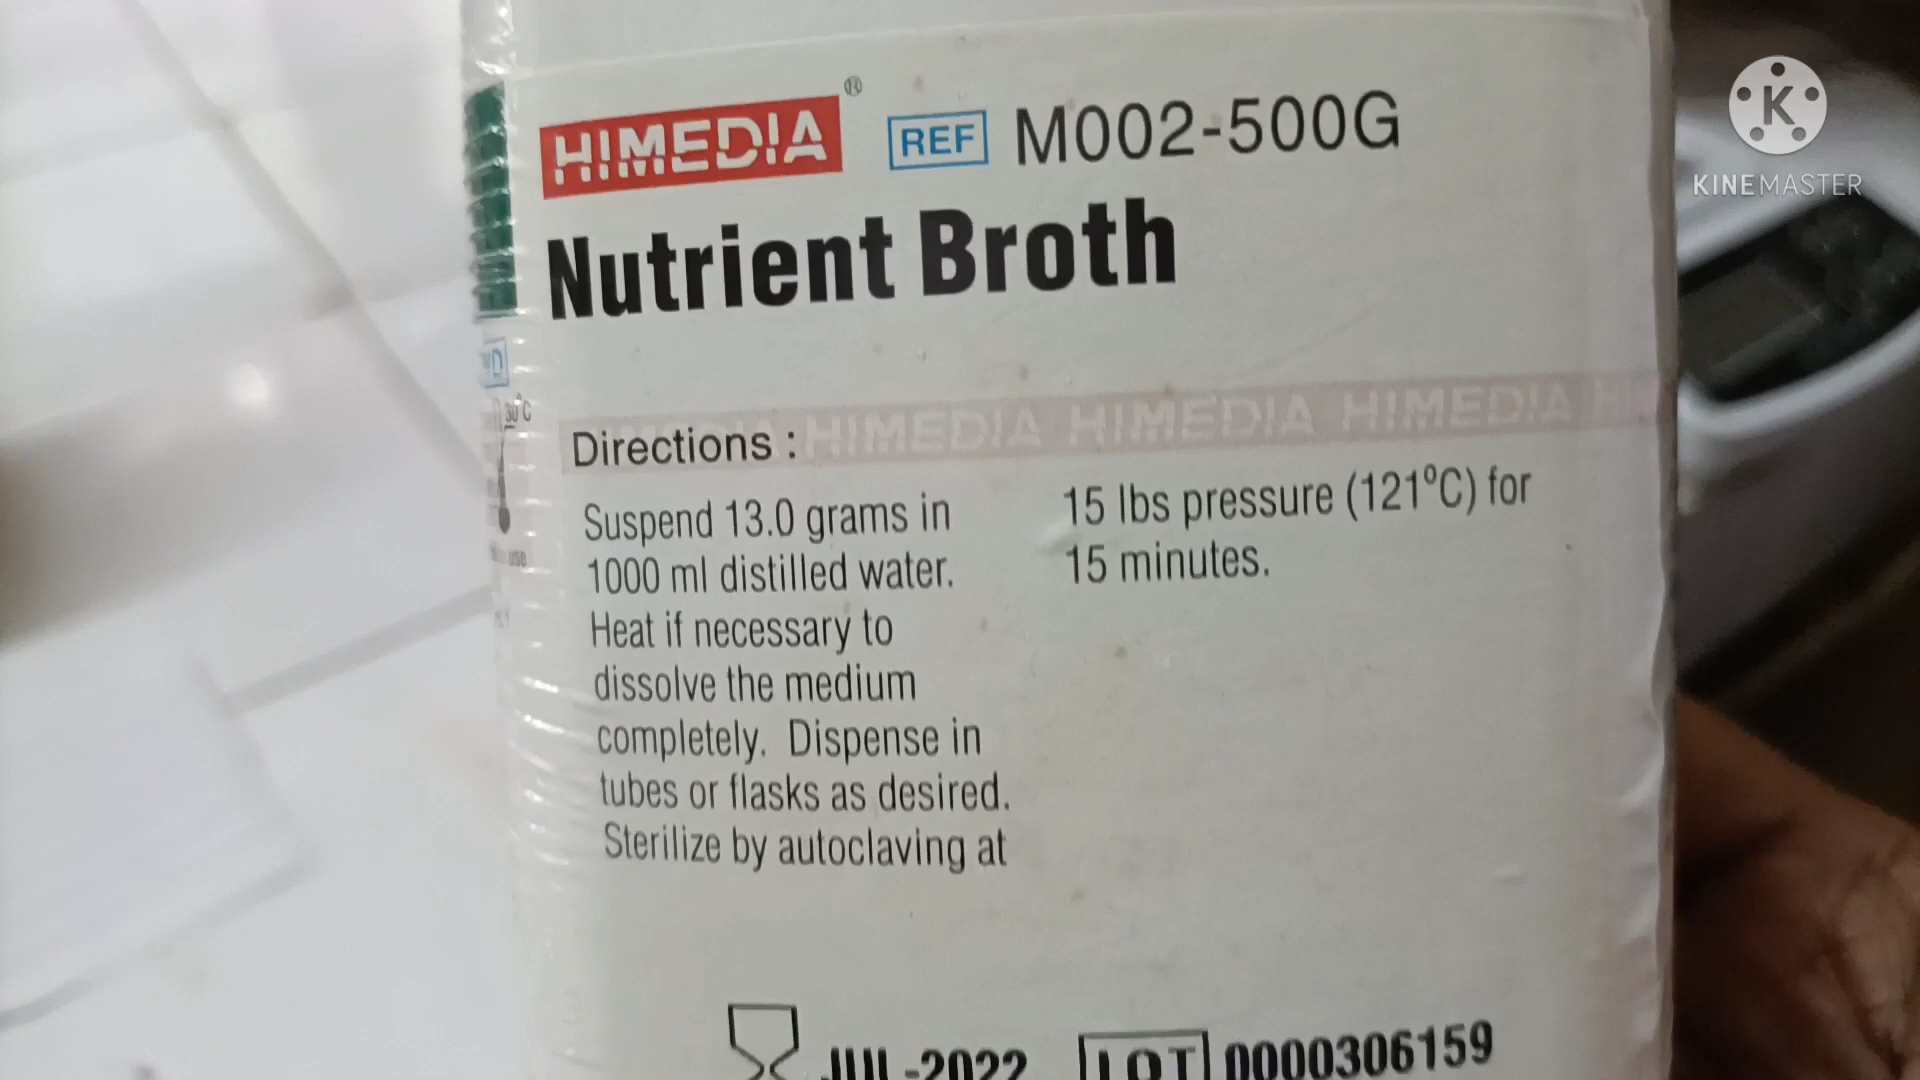 HIMEDIA®
REF M002-500G
Nutrient Broth
30°C
HIMEDIA HIMEDIA HIMEDIA
Directions :
Suspend 13.0 grams in
1000 ml distilled water.
Heat if necessary to
dissolve the medium
completely. Dispense in
tubes or flasks as desired.
Sterilize by autoclaving at
15 lbs pressure (121°C) for
15 minutes.
JUL-2022
LOT 0000306159
K
KINEMASTER